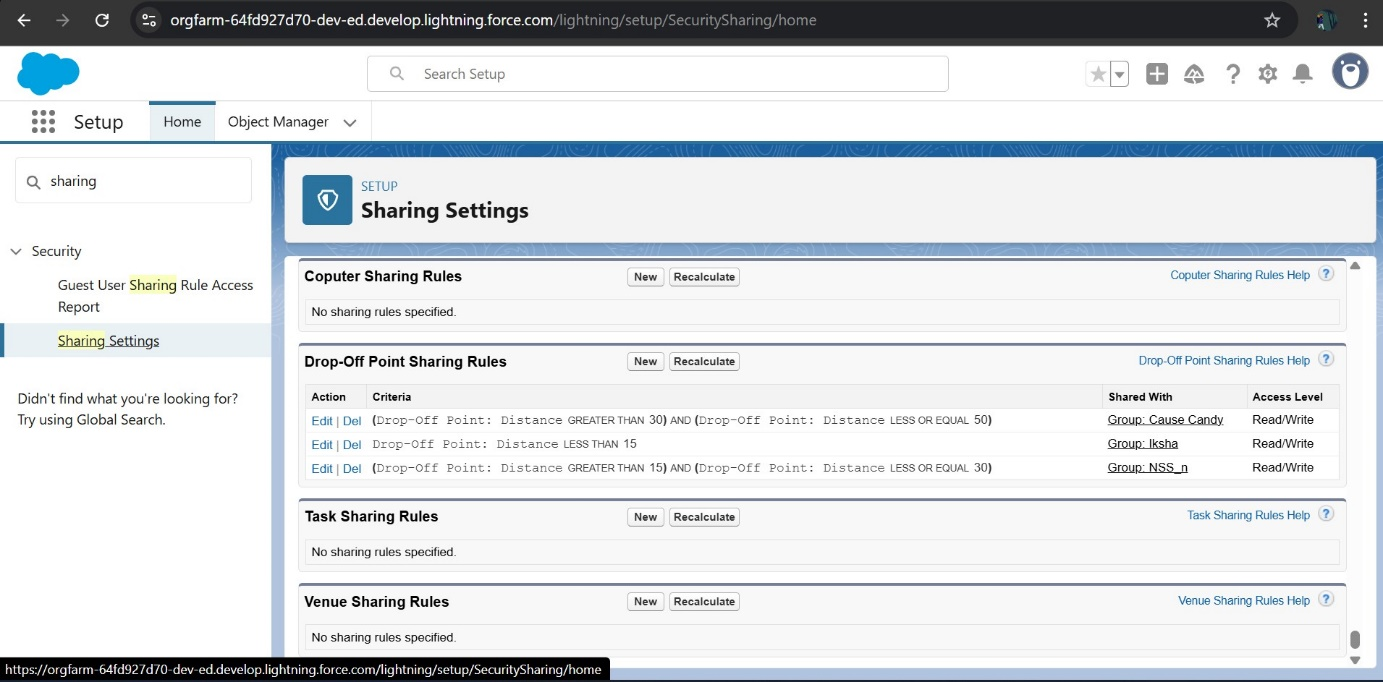 orgfarm-64fd927d70-dev-ed.develop.lightning.force.com/lightning/setup/SecuritySharing/home
Search Setup
Setup
Home
Object Manager
sharing
Security
Guest User Sharing Rule Access
Report
Sharing Settings
Didn't find what you're looking for?
Try using Global Search.
SETUP
Sharing Settings
Coputer Sharing Rules New Recalculate Coputer Sharing Rules Help ?
No sharing rules specified.
Drop-Off Point Sharing Rules New Recalculate Drop-Off Point Sharing Rules Help ?
Action Criteria Shared With Access Level
Edit | Del (Drop-Off Point: Distance GREATER THAN 30) AND (Drop-Off Point: Distance LESS OR EQUAL 50) Group: Cause Candy Read/Write
Edit | Del Drop-Off Point: Distance LESS THAN 15 Group: Iksha Read/Write
Edit | Del (Drop-Off Point: Distance GREATER THAN 15) AND (Drop-Off Point: Distance LESS OR EQUAL 30) Group: NSS_n Read/Write
Task Sharing Rules New Recalculate Task Sharing Rules Help ?
No sharing rules specified.
Venue Sharing Rules New Recalculate Venue Sharing Rules Help ?
No sharing rules specified.
https://orgfarm-64fd927d70-dev-ed.develop.lightning.force.com/lightning/setup/SecuritySharing/home